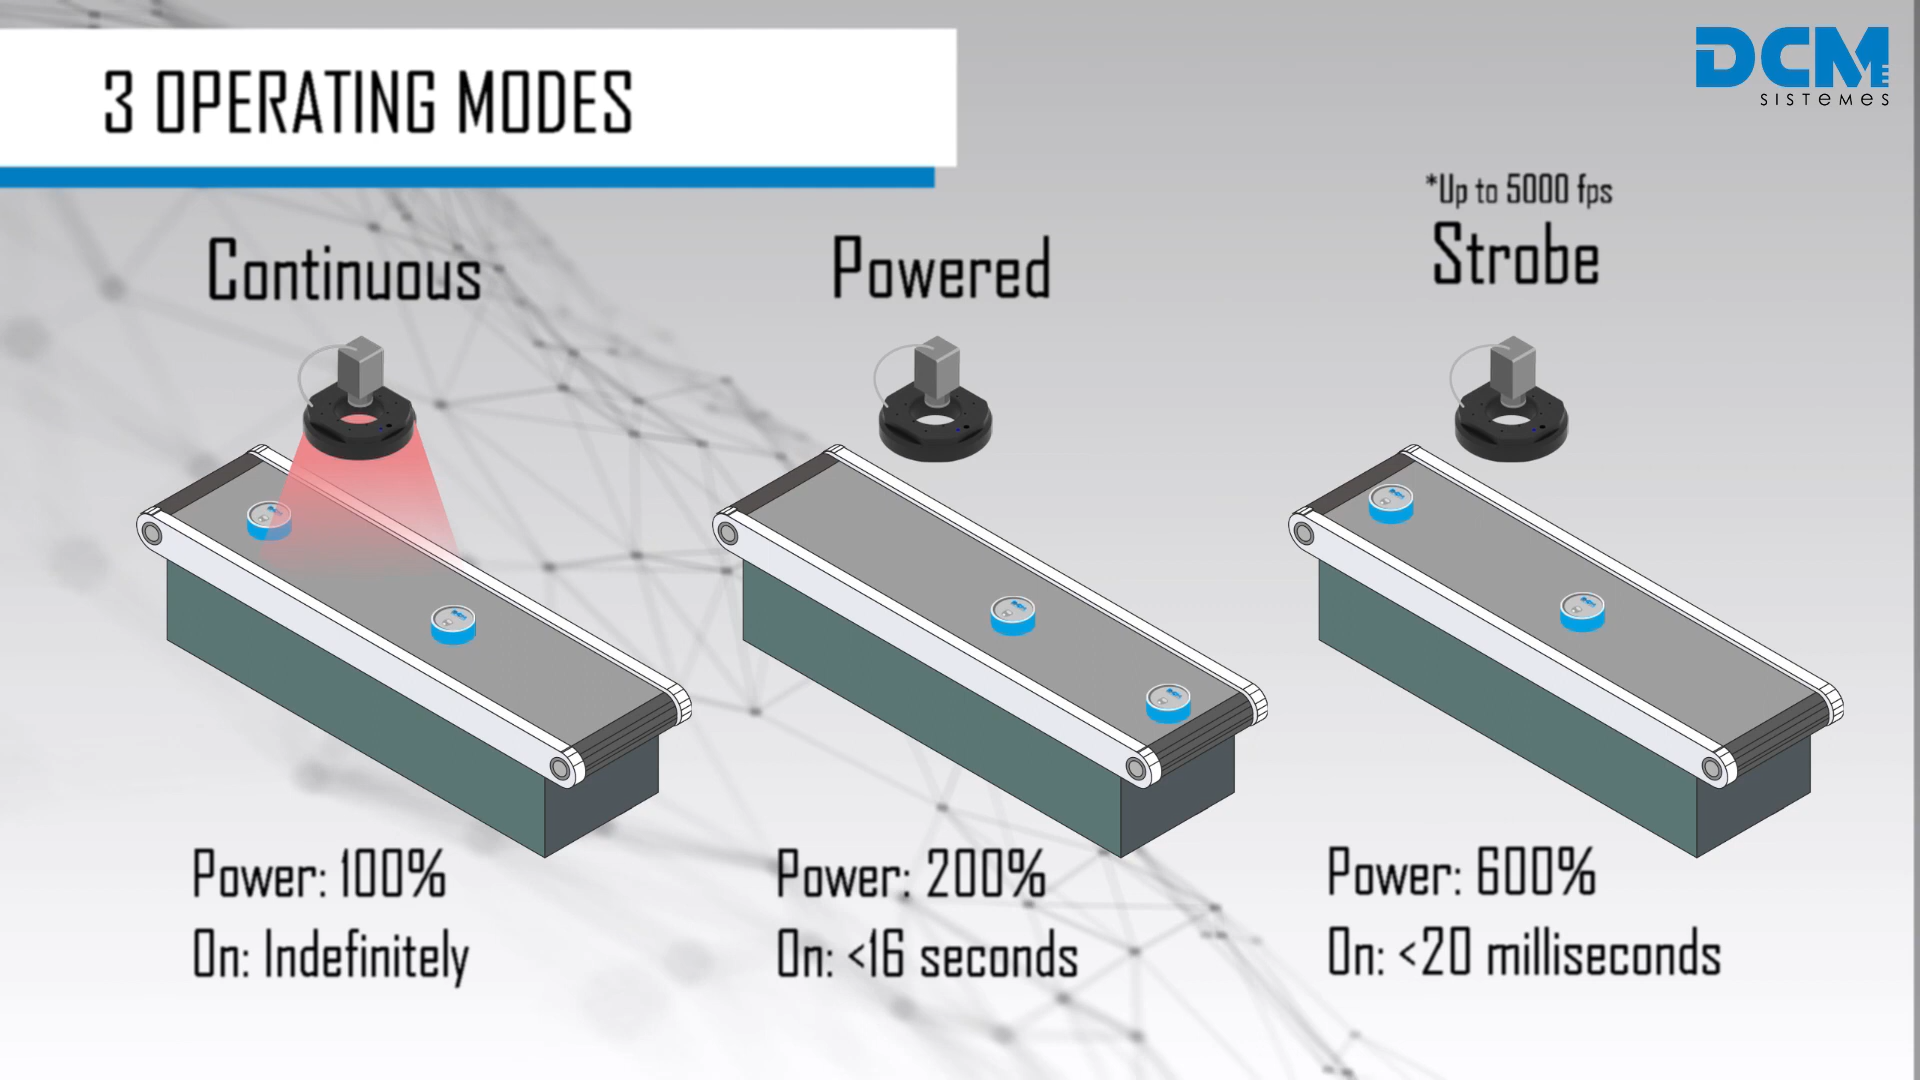 3 OPERATING MODES
DCM
SISTEMES
*Up to 5000 fps
Continuous
Powered
Strobe
Power: 100%
On: Indefinitely
Power: 200%
On: <16 seconds
Power: 600%
On: <20 milliseconds